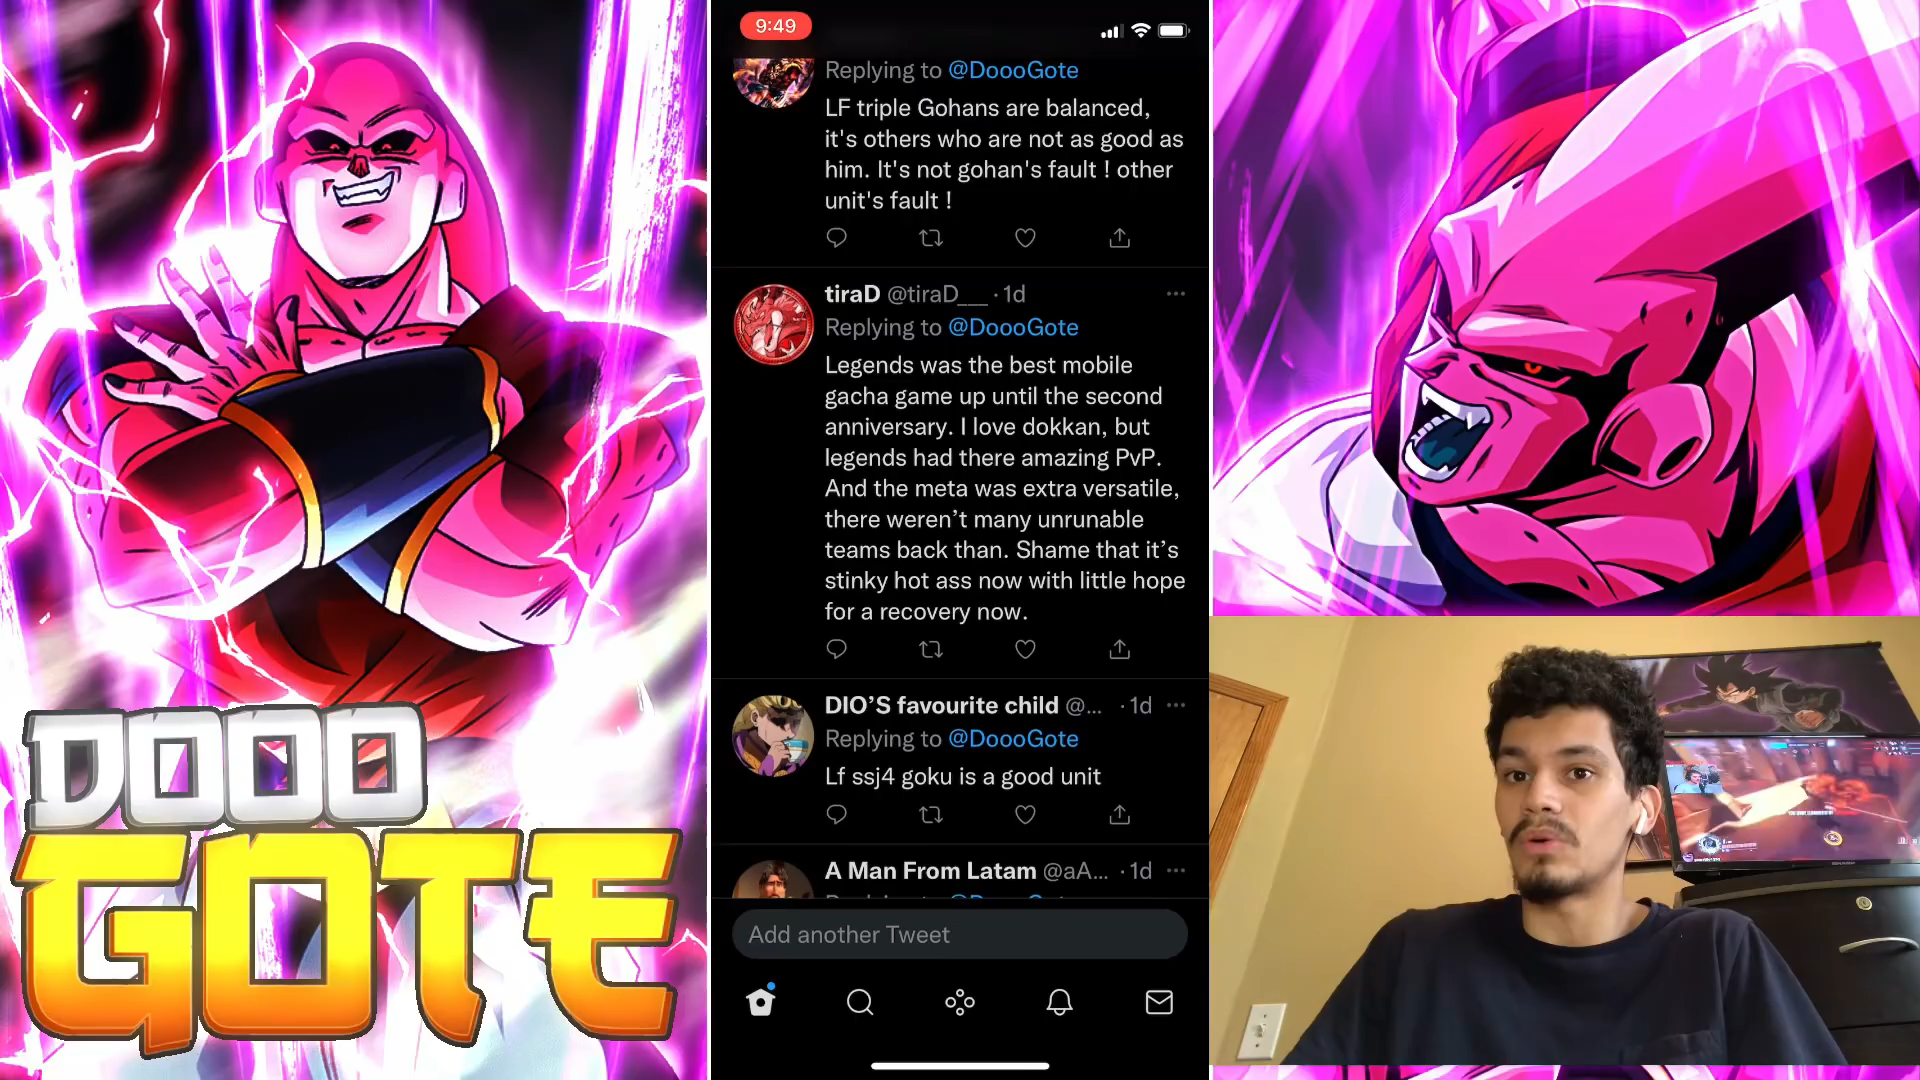 9:49
Replying to @DoooGote
LF triple Gohans are balanced,
it's others who are not as good as
him. It's not gohan's fault ! other
unit's fault !
tiraD @tiraD___ · 1d
Replying to @DoooGote
Legends was the best mobile
gacha game up until the second
anniversary. I love dokkan, but
legends had there amazing PvP.
And the meta was extra versatile,
there weren’t many unrunable
teams back than. Shame that it’s
stinky hot ass now with little hope
for a recovery now.
DIO’S favourite child @... · 1d
Replying to @DoooGote
Lf ssj4 goku is a good unit
A Man From Latam @aA... · 1d
Add another Tweet
DOOO
GOTE